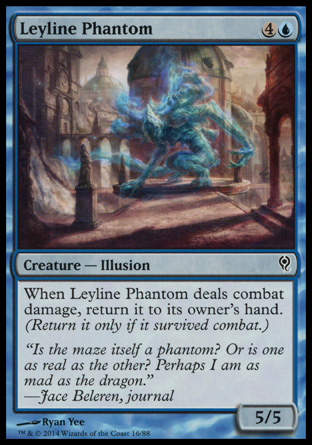 Leyline Phantom 4
Creature — Illusion
When Leyline Phantom deals combat
damage, return it to its owner's hand.
(Return it only if it survived combat.)
"Is the maze itself a phantom? Or is one
as real as the other? Perhaps I am as
mad as the dragon."
—Jace Beleren, journal
Ryan Yee
™ & © 2014 Wizards of the Coast 16/88
5/5